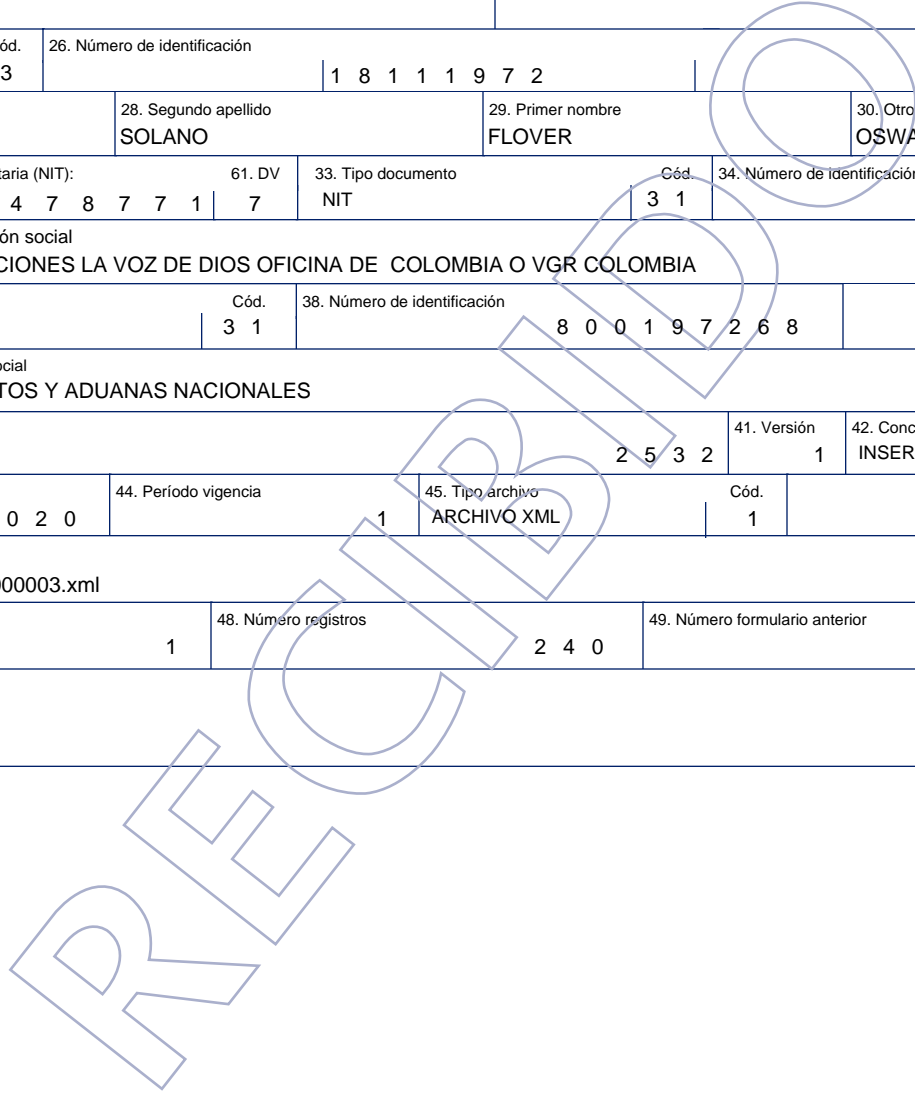 ód. 26. Número de identificación
3 1 8 1 1 1 9 7 2
28. Segundo apellido 29. Primer nombre 30. Otro
SOLANO FLOVER OSWA
taria (NIT): 61. DV 33. Tipo documento Cód. 34. Número de identificación
4 7 8 7 7 1 7 NIT 3 1
ón social
CIONES LA VOZ DE DIOS OFICINA DE COLOMBIA O VGR COLOMBIA
Cód. 38. Número de identificación
3 1 8 0 0 1 9 7 2 6 8
ocial
TOS Y ADUANAS NACIONALES
41. Versión 42. Conc
2 5 3 2 1 INSER
44. Período vigencia 45. Tipo archivo Cód.
0 2 0 1 ARCHIVO XML 1
000003.xml
48. Número registros 49. Número formulario anterior
1 2 4 0
RECIBIDO